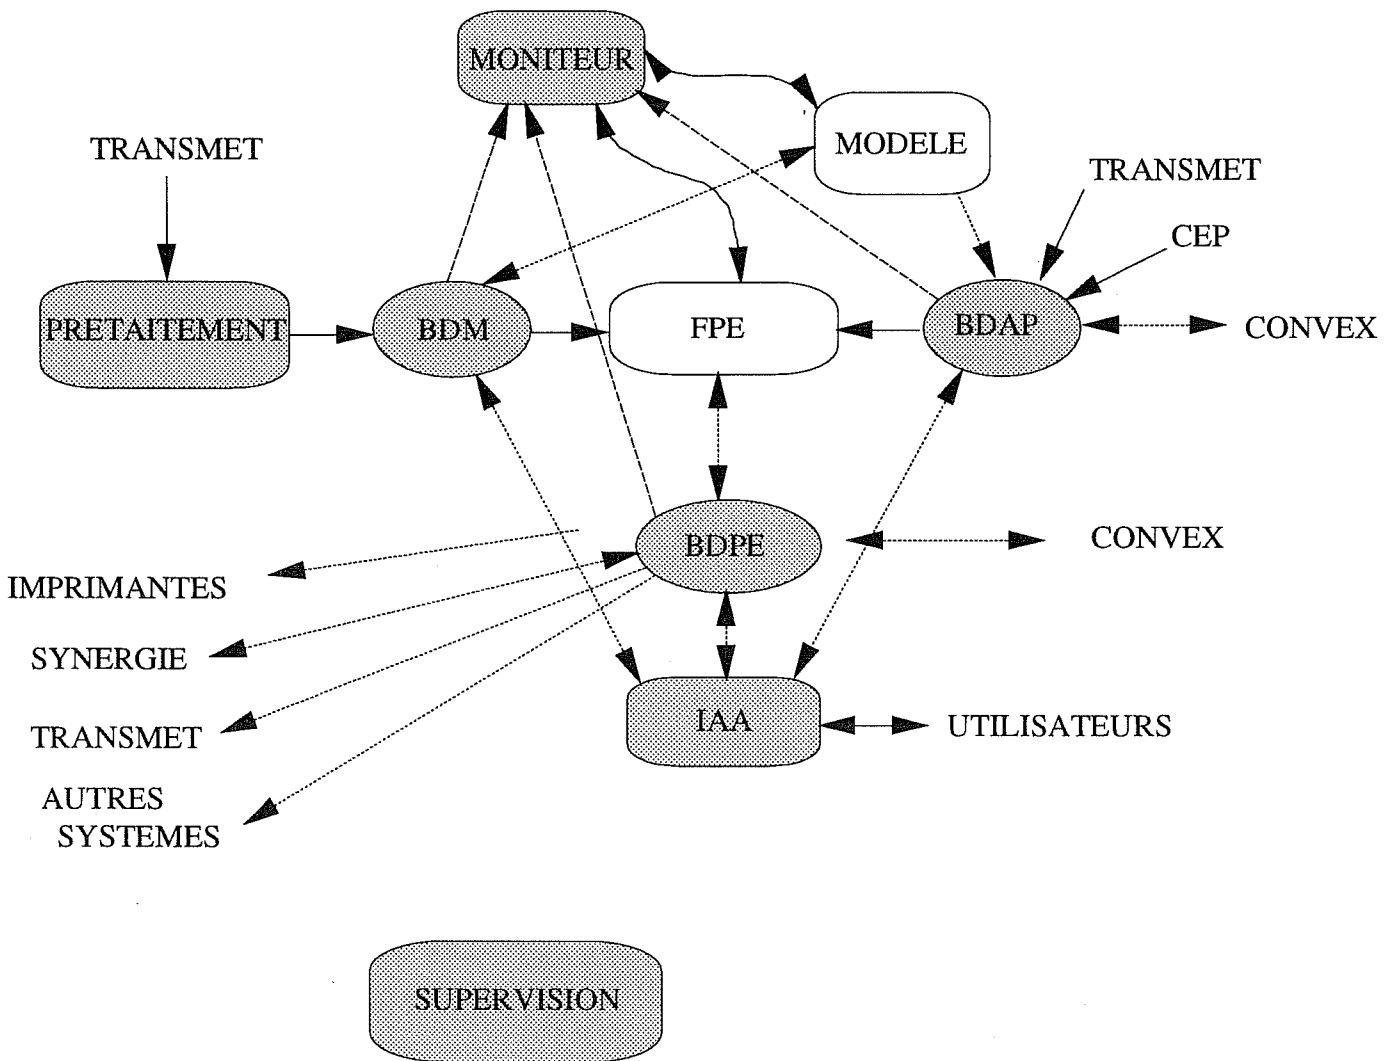 MONITEUR
TRANSMET
MODELE
TRANSMET
CEP
PRETAITEMENT
BDM
FPE
BDAP
CONVEX
BDPE
CONVEX
IMPRIMANTES
SYNERGIE
TRANSMET
IAA
UTILISATEURS
AUTRES
SYSTEMES
SUPERVISION